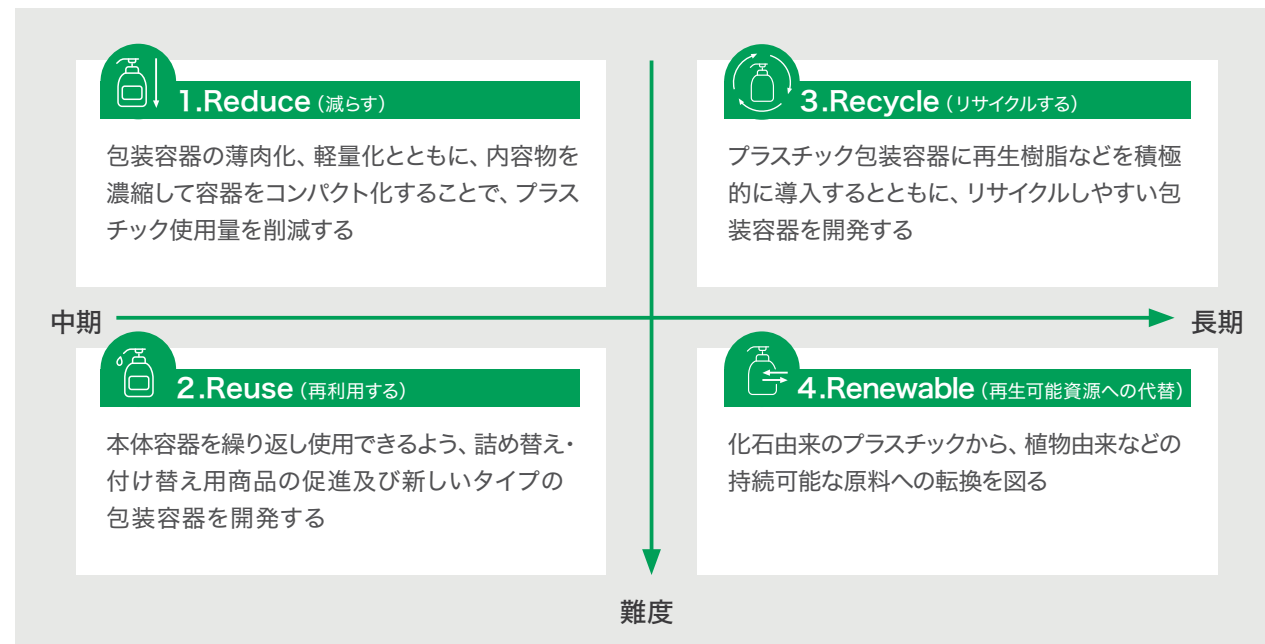 1.Reduce（減らす）
包装容器の薄肉化、軽量化とともに、内容物を
濃縮して容器をコンパクト化することで、プラス
チック使用量を削減する
3.Recycle（リサイクルする）
プラスチック包装容器に再生樹脂などを積極
的に導入するとともに、リサイクルしやすい包
装容器を開発する
中期
長期
2.Reuse（再利用する）
本体容器を繰り返し使用できるよう、詰め替え・
付け替え用商品の促進及び新しいタイプの
包装容器を開発する
4.Renewable（再生可能資源への代替）
化石由来のプラスチックから、植物由来などの
持続可能な原料への転換を図る
難度